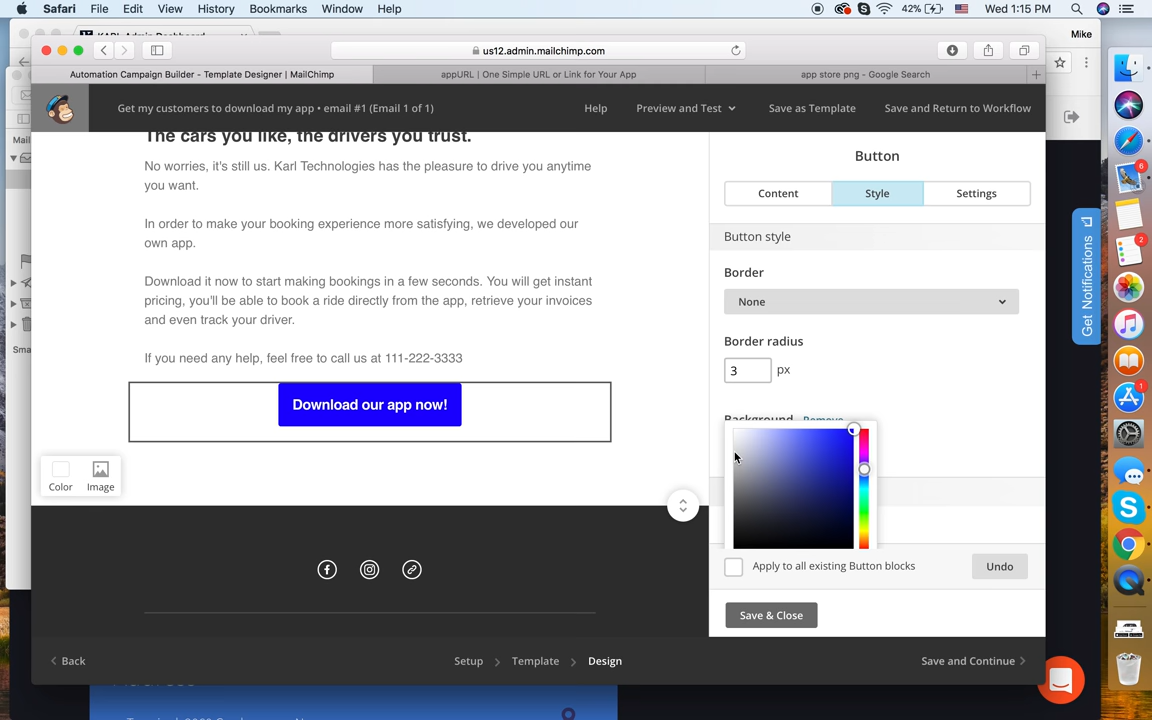 Safari File Edit View History Bookmarks Window Help
42% Wed 1:15 PM
Mike
us12.admin.mailchimp.com
Automation Campaign Builder - Template Designer | MailChimp
appURL | One Simple URL or Link for Your App
app store png - Google Search
Get my customers to download my app • email #1 (Email 1 of 1)
Help
Preview and Test
Save as Template
Save and Return to Workflow
The cars you like, the drivers you trust.
No worries, it's still us. Karl Technologies has the pleasure to drive you anytime
you want.
In order to make your booking experience more satisfying, we developed our
own app.
Download it now to start making bookings in a few seconds. You will get instant
pricing, you'll be able to book a ride directly from the app, retrieve your invoices
and even track your driver.
If you need any help, feel free to call us at 111-222-3333
Download our app now!
Color
Image
Button
Content
Style
Settings
Button style
Border
None
Border radius
3 px
Background Remove
Apply to all existing Button blocks
Undo
Save & Close
Back
Setup
Template
Design
Save and Continue
Get Notifications
Mail
Sma
6
2
1